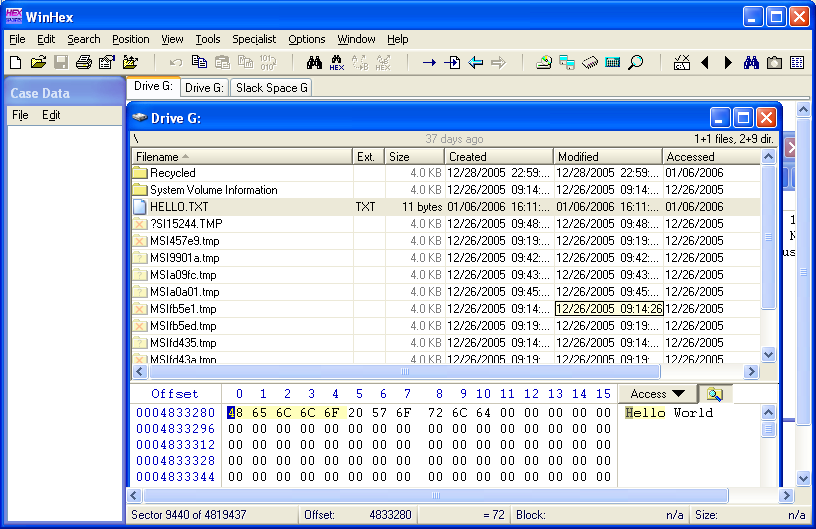 WinHex
File Edit Search Position View Tools Specialist Options Window Help
Case Data
File Edit
Drive G: Drive G: Slack Space G
Drive G:
\ 37 days ago 1+1 files, 2+9 dir.
Filename Ext. Size Created Modified Accessed
Recycled 4.0 KB 12/28/2005 22:59:... 12/28/2005 22:59:... 01/06/2006
System Volume Information 4.0 KB 12/26/2005 09:14:... 12/26/2005 09:14:... 01/06/2006
HELLO.TXT TXT 11 bytes 01/06/2006 16:11:... 01/06/2006 16:11:... 01/06/2006
?SI15244.TMP 4.0 KB 12/26/2005 09:48:... 12/26/2005 09:48:... 12/26/2005
MSI457e9.tmp 4.0 KB 12/26/2005 09:19:... 12/26/2005 09:19:... 12/26/2005
MSI9901a.tmp 4.0 KB 12/26/2005 09:42:... 12/26/2005 09:42:... 12/26/2005
MSIa09fc.tmp 4.0 KB 12/26/2005 09:43:... 12/26/2005 09:43:... 12/26/2005
MSIa0a01.tmp 4.0 KB 12/26/2005 09:45:... 12/26/2005 09:45:... 12/26/2005
MSIfb5e1.tmp 4.0 KB 12/26/2005 09:14:... 12/26/2005 09:14:26 12/26/2005
MSIfb5ed.tmp 4.0 KB 12/26/2005 09:19:... 12/26/2005 09:19:... 12/26/2005
MSIfd435.tmp 4.0 KB 12/26/2005 09:14:... 12/26/2005 09:14:... 12/26/2005
MSIfd43a.tmp 4.0 KB 12/26/2005 09:19:... 12/26/2005 09:19:... 12/26/2005
Offset 0 1 2 3 4 5 6 7 8 9 10 11 12 13 14 15 Access
0004833280 48 65 6C 6C 6F 20 57 6F 72 6C 64 00 00 00 00 00 Hello World
0004833296 00 00 00 00 00 00 00 00 00 00 00 00 00 00 00 00
0004833312 00 00 00 00 00 00 00 00 00 00 00 00 00 00 00 00
0004833328 00 00 00 00 00 00 00 00 00 00 00 00 00 00 00 00
0004833344 00 00 00 00 00 00 00 00 00 00 00 00 00 00 00 00
Sector 9440 of 4819437 Offset: 4833280 = 72 Block: n/a Size: n/a